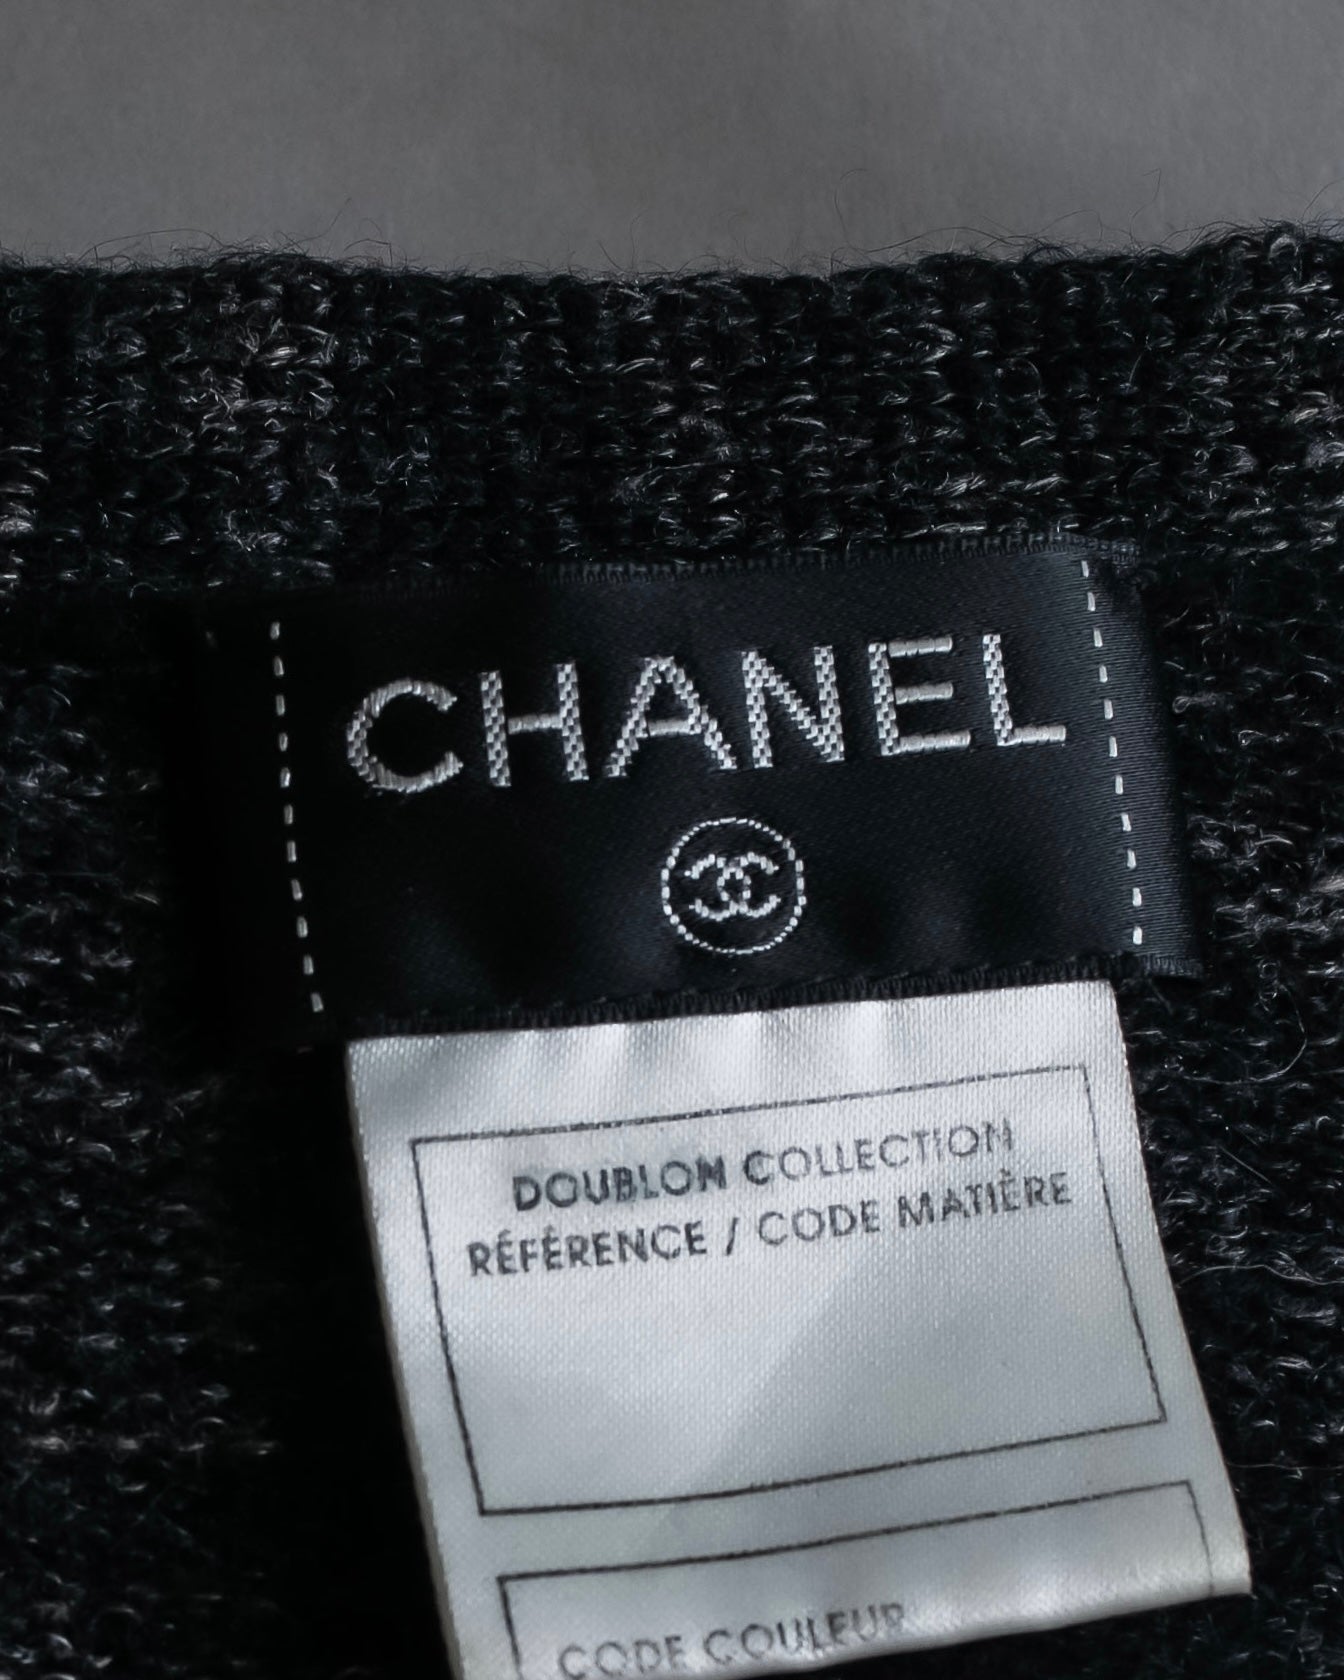 CHANEL
DOUBLON COLLECTION
RÉFÉRENCE / CODE MATIÈRE
CODE COULEUR